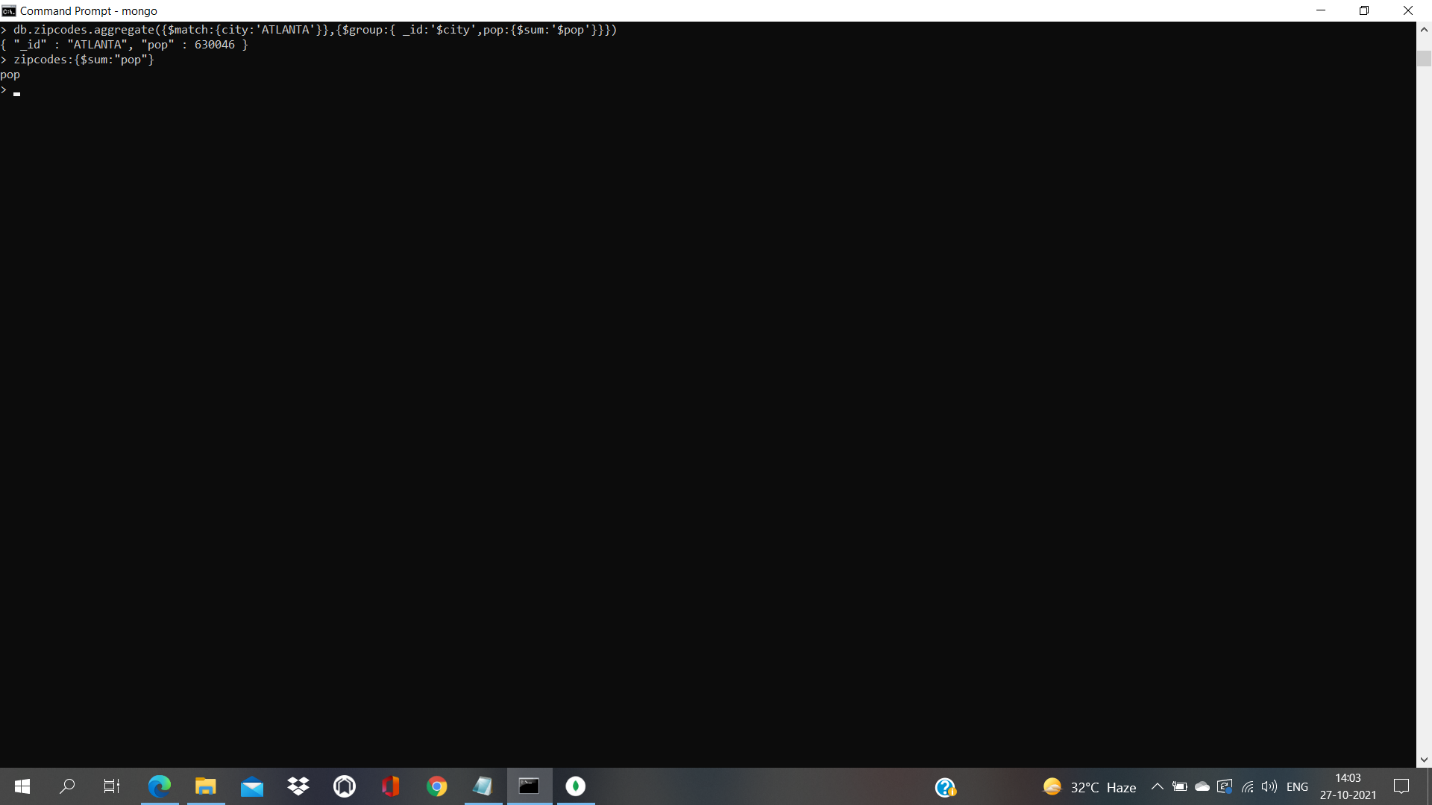 Command Prompt - mongo
> db.zipcodes.aggregate({$match:{city:'ATLANTA'}},{$group:{ _id:'$city',pop:{$sum:'$pop'}}})
{ "_id" : "ATLANTA", "pop" : 630046 }
> zipcodes:{$sum:"pop"}
pop
>
32°C Haze
ENG
14:03
27-10-2021